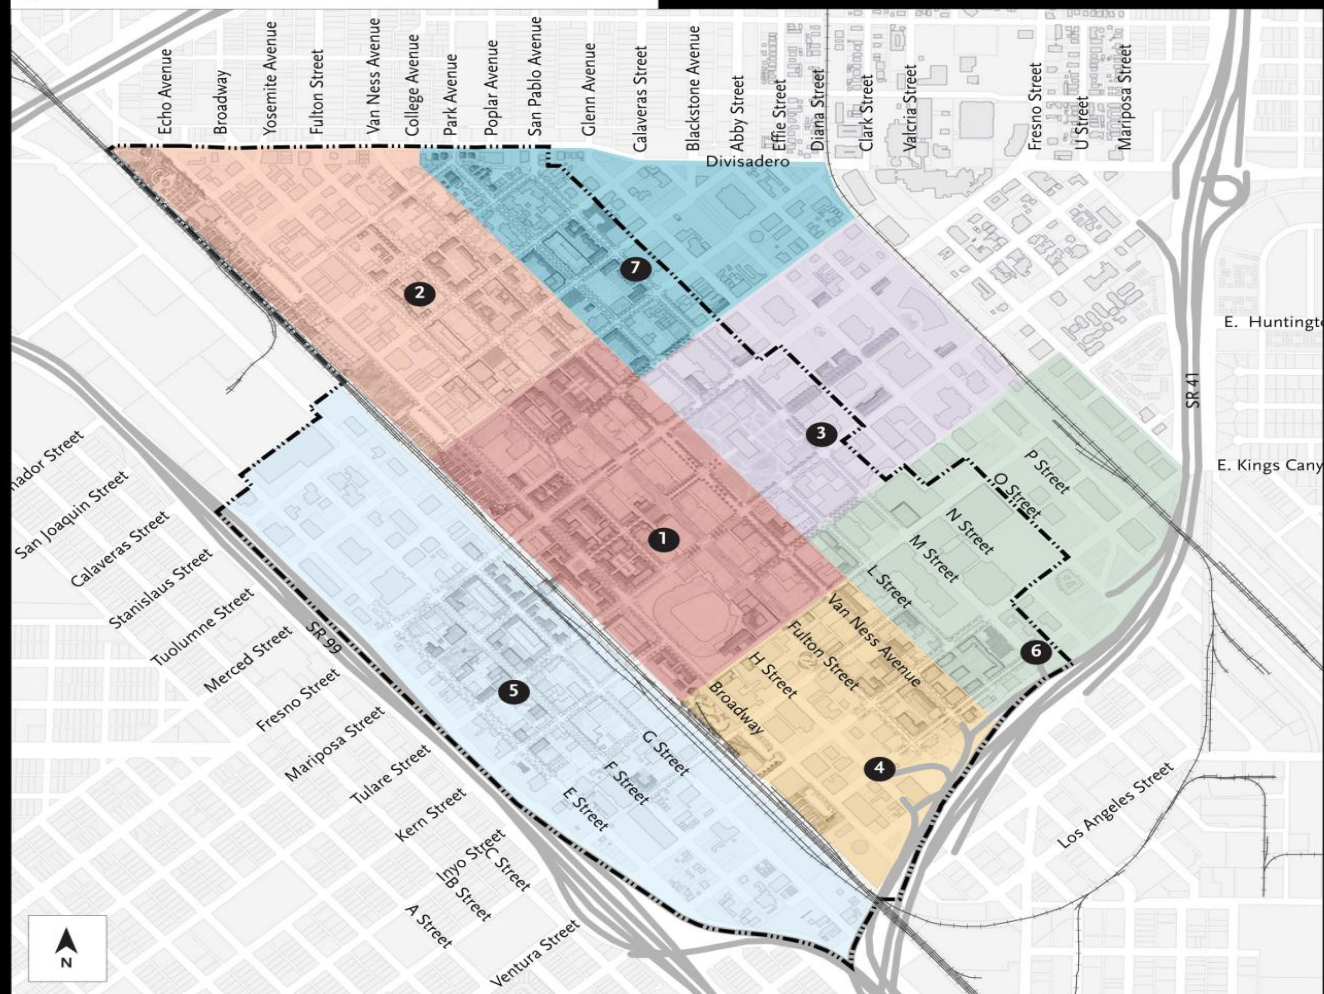 Echo Avenue
Broadway
Yosemite Avenue
Fulton Street
Van Ness Avenue
College Avenue
Park Avenue
Poplar Avenue
San Pablo Avenue
Glenn Avenue
Calaveras Street
Blackstone Avenue
Abby Street
Effie Street
Diana Street
Clark Street
Valcria Street
Fresno Street
U Street
Mariposa Street
Divisadero
7
2
E. Huntingt
SR 41
3
E. Kings Cany
P Street
O Street
N Street
M Street
L Street
1
Van Ness Avenue
Fulton Street
H Street
Broadway
6
5
4
G Street
F Street
E Street
nador Street
San Joaquin Street
Calaveras Street
Stanislaus Street
Tuolumne Street
SR 99
Merced Street
Fresno Street
Mariposa Street
Tulare Street
Kern Street
Inyo Street
C Street
B Street
A Street
Ventura Street
Los Angeles Street
N